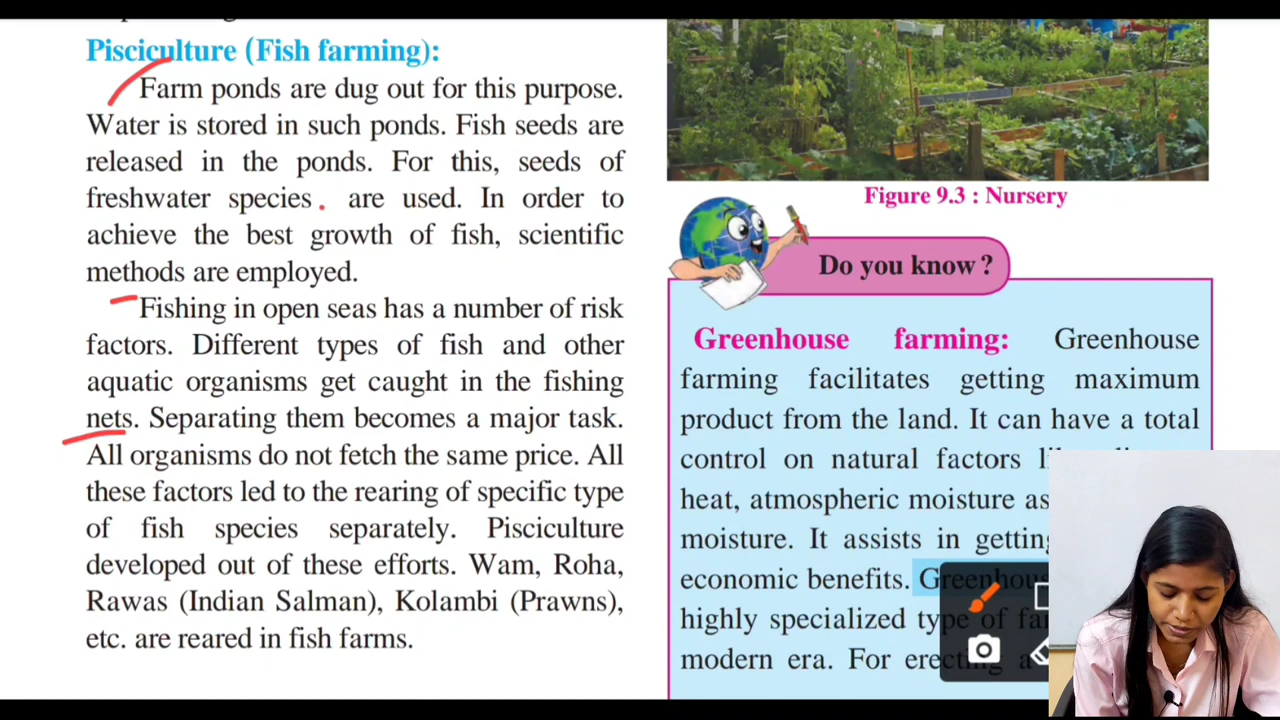 Pisciculture (Fish farming):
Farm ponds are dug out for this purpose.
Water is stored in such ponds. Fish seeds are
released in the ponds. For this, seeds of
freshwater species. are used. In order to
achieve the best growth of fish, scientific
methods are employed.
Fishing in open seas has a number of risk
factors. Different types of fish and other
aquatic organisms get caught in the fishing
nets. Separating them becomes a major task.
All organisms do not fetch the same price. All
these factors led to the rearing of specific type
of fish species separately. Pisciculture
developed out of these efforts. Wam, Roha,
Rawas (Indian Salman), Kolambi (Prawns),
etc. are reared in fish farms.
Figure 9.3 : Nursery
Do you know?
Greenhouse farming: Greenhouse
farming facilitates getting maximum
product from the land. It can have a total
control on natural factors
heat, atmospheric moisture as
moisture. It assists in getting
economic benefits.
highly specialized type of
modern era. For erecting a